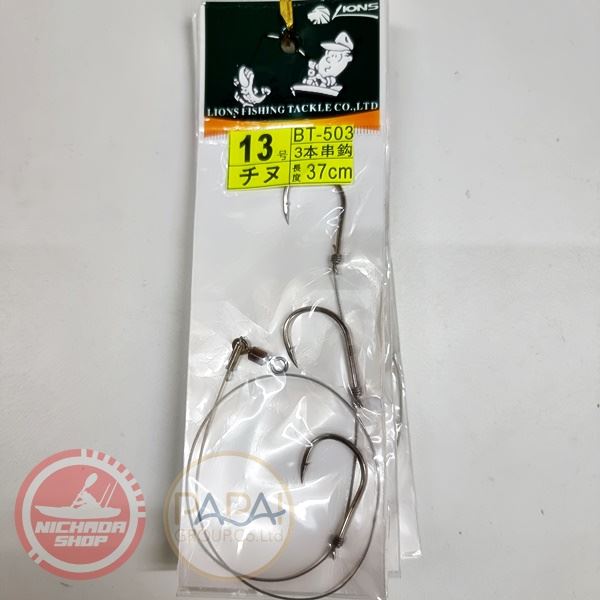 LIONS
LIONS FISHING TACKLE CO.,LTD
13号 BT-503
3本串鈎
チヌ 長度 37cm
NICHADA SHOP
PAPAI
GROUP Co.Ltd.